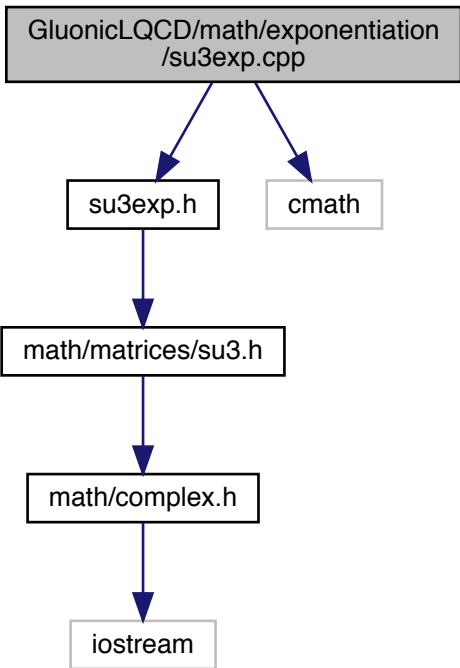 GluonicLQCD/math/exponentiation
/su3exp.cpp
su3exp.h
cmath
math/matrices/su3.h
math/complex.h
iostream